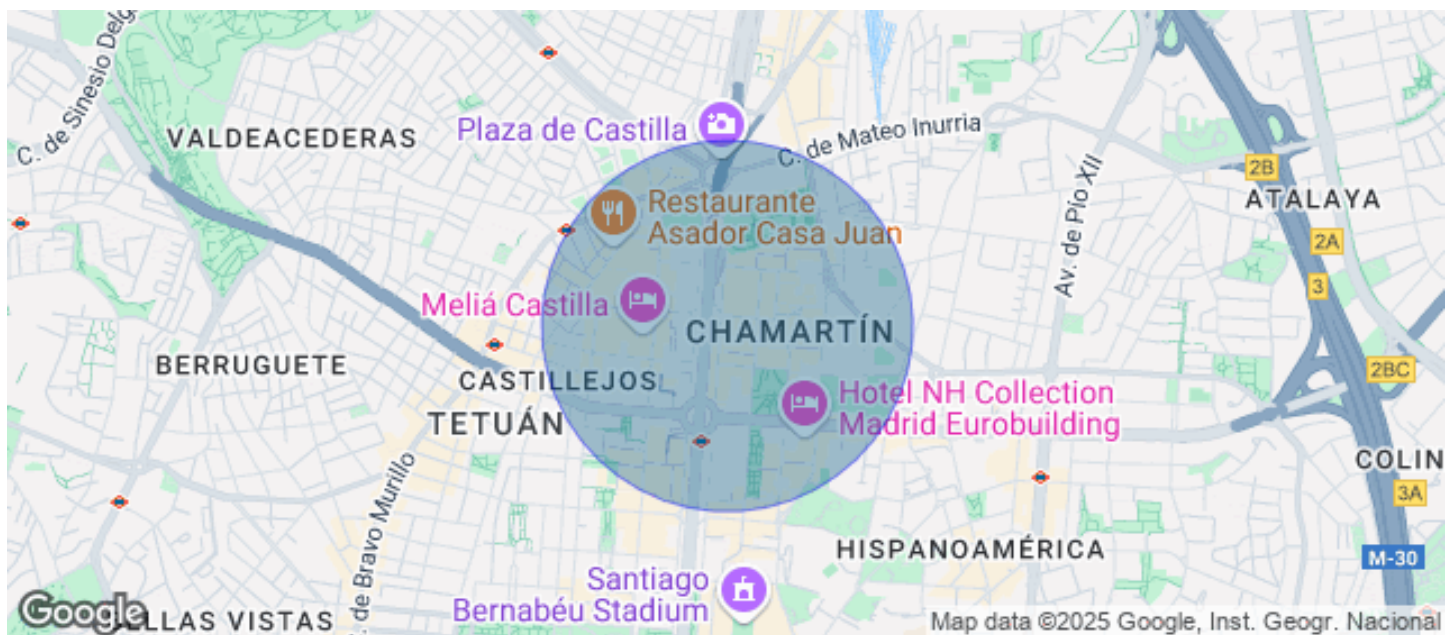 C. de Sinesio Delg
VALDEACEDERAS
Plaza de Castilla
C. de Mateo Inurria
Restaurante
Asador Casa Juan
Av. de Pío XII
2B
ATALAYA
2A
3
Meliá Castilla
CHAMARTÍN
BERRUGUETE
CASTILLEJOS
TETUÁN
Hotel NH Collection
Madrid Eurobuilding
2BC
COLIN
3A
C. de Bravo Murillo
HISPANOAMÉRICA
M-30
Santiago
Bernabéu Stadium
Google
ELLAS VISTAS
Map data ©2025 Google, Inst. Geogr. Nacional